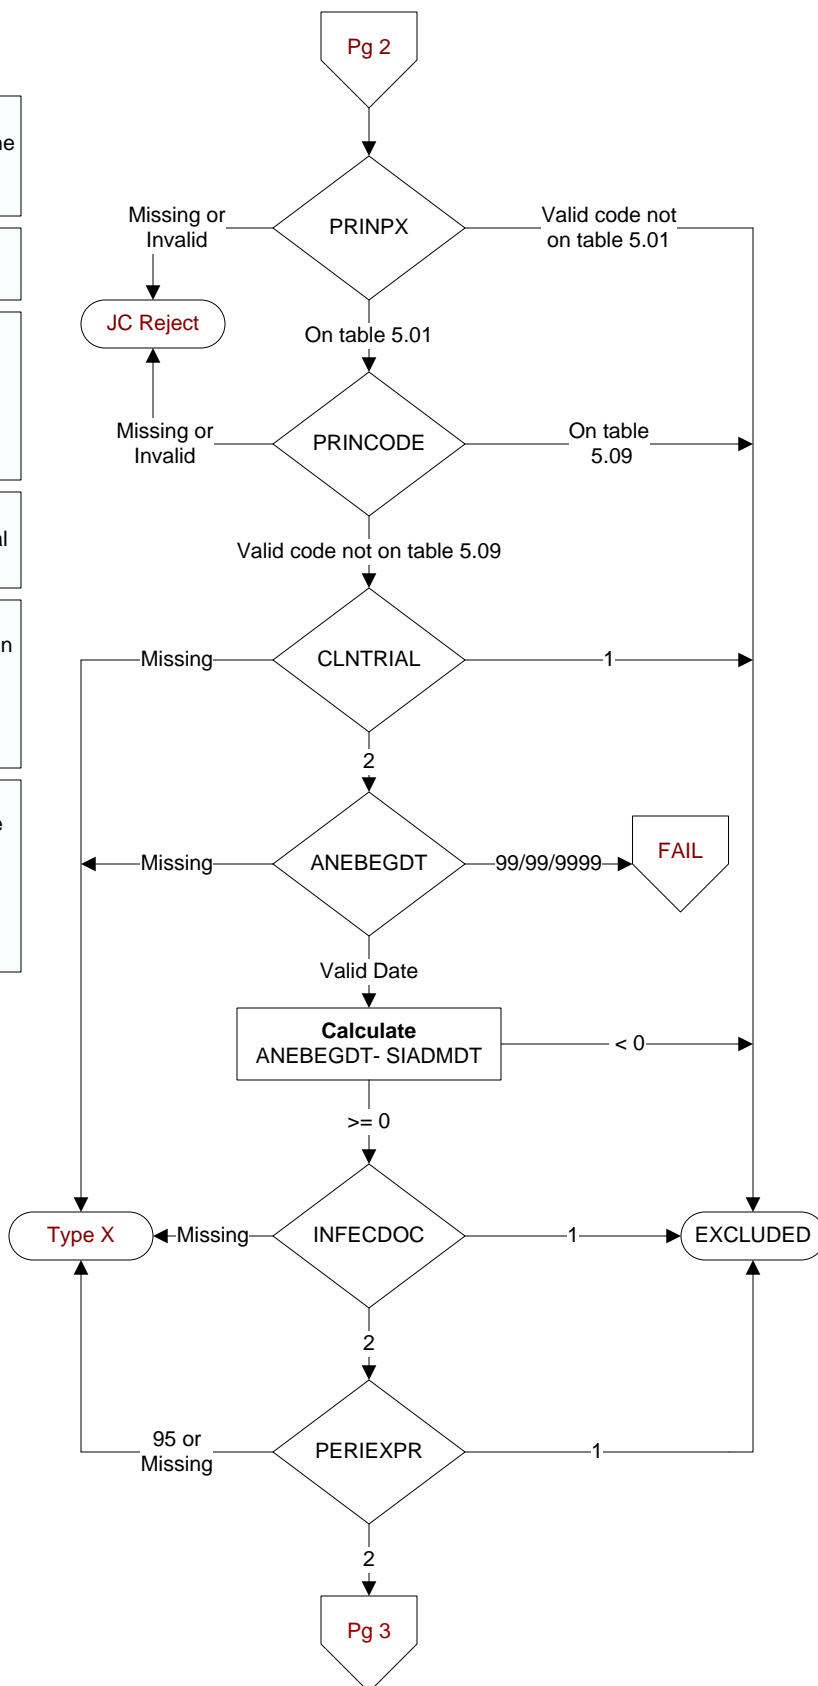 Pg 2
PRINPX
Missing or
Invalid
Valid code not
on table 5.01
JC Reject
On table 5.01
PRINCODE
Missing or
Invalid
On table
5.09
Valid code not on table 5.09
CLNTRIAL
Missing
1
2
ANEBEGDT
Missing
99/99/9999
FAIL
Valid Date
Calculate
ANEBEGDT- SIADMDT
< 0
>= 0
Type X
Missing
INFECDOC
1
EXCLUDED
2
95 or
Missing
PERIEXPR
1
2
Pg 3